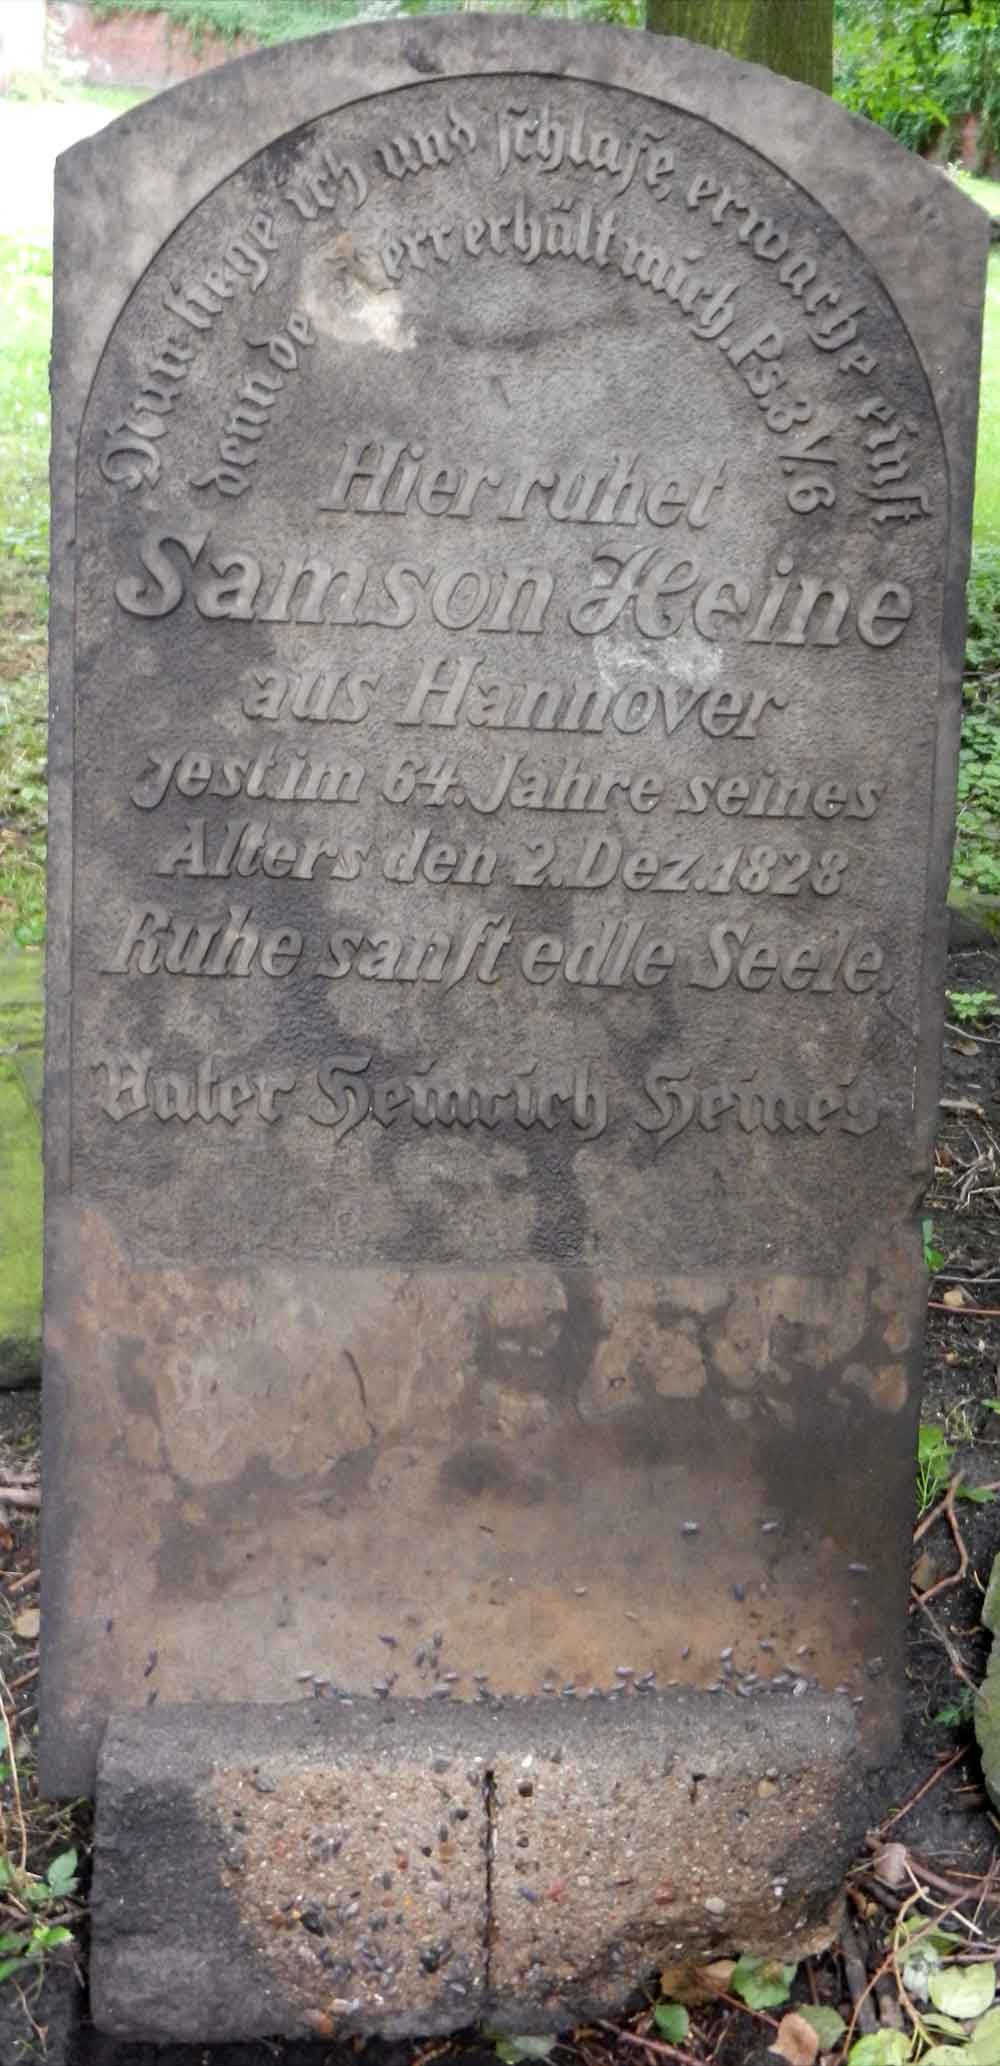 Nun liege ich und schlafe, erwache einst
denn de err erhält mich. Ps. 3 V. 6
Hier ruhet
Samson Heine
aus Hannover
gest. im 64. Jahre seines
Alters den 2. Dez. 1828
Ruhe sanft edle Seele.
Vater Heinrich Heines